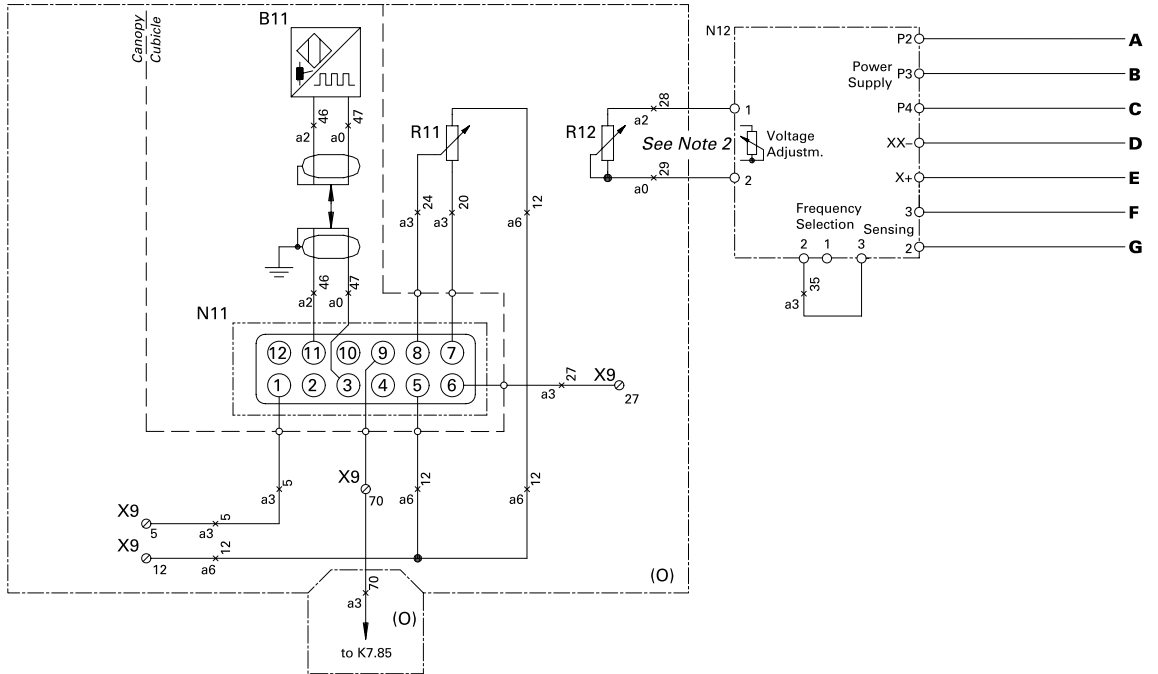 Canopy
Cubicle
B11
46
47
a2
a0
46
47
a2
a0
N11
12
11
10
9
8
7
1
2
3
4
5
6
R11
24
20
12
a3
a3
a6
R12
28
a2
See Note 2
29
a0
N12
1
2
Voltage
Adjustm.
Power
Supply
P2
P3
P4
XX–
X+
3
2
Frequency
Selection
Sensing
2
1
3
35
a3
A
B
C
D
E
F
G
27
a3
X9
27
X9
70
5
a3
12
a6
12
a6
X9
5
5
a3
X9
12
12
a6
70
a3
(O)
(O)
to K7.85